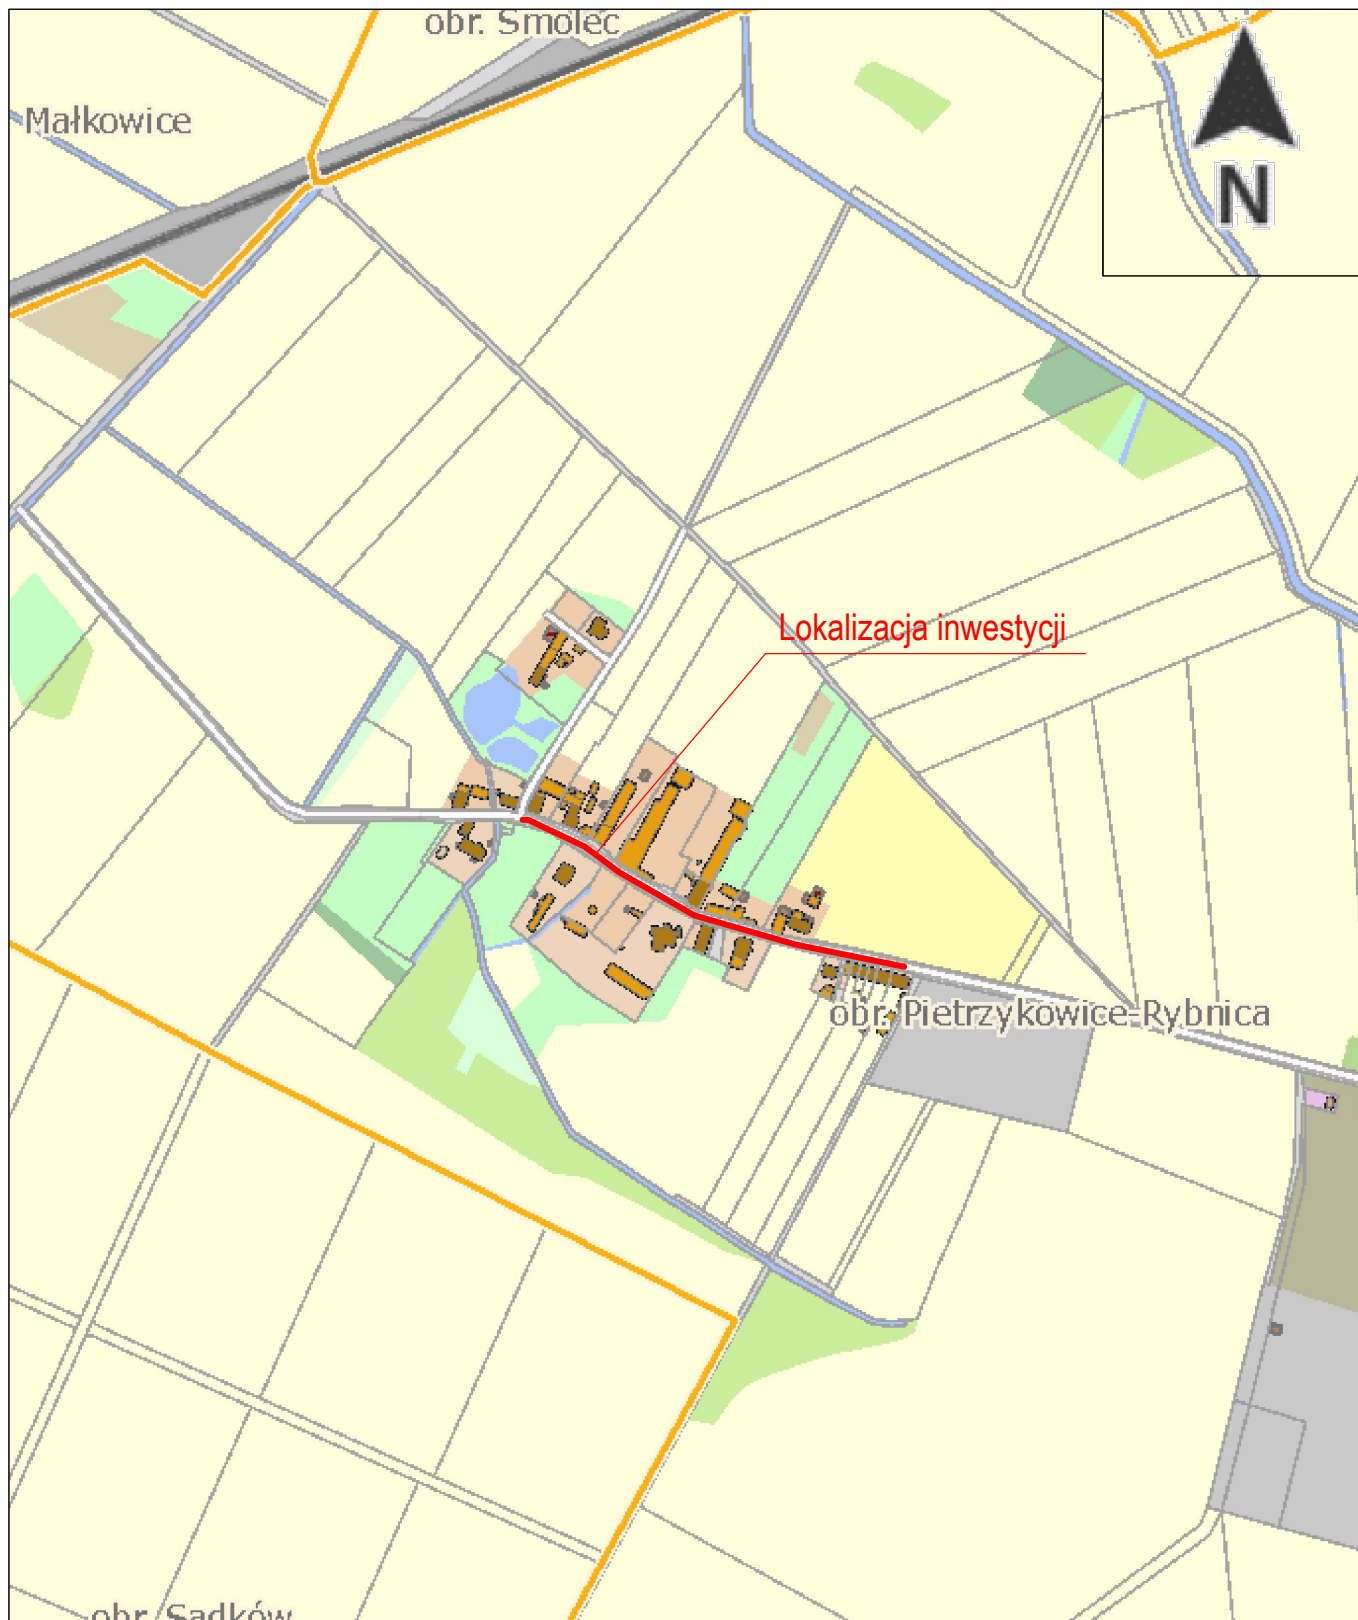 obr. Smolec
Małkowice
N
Lokalizacja inwestycji
obr. Pietrzykowice-Rybnica
obr. Sadków